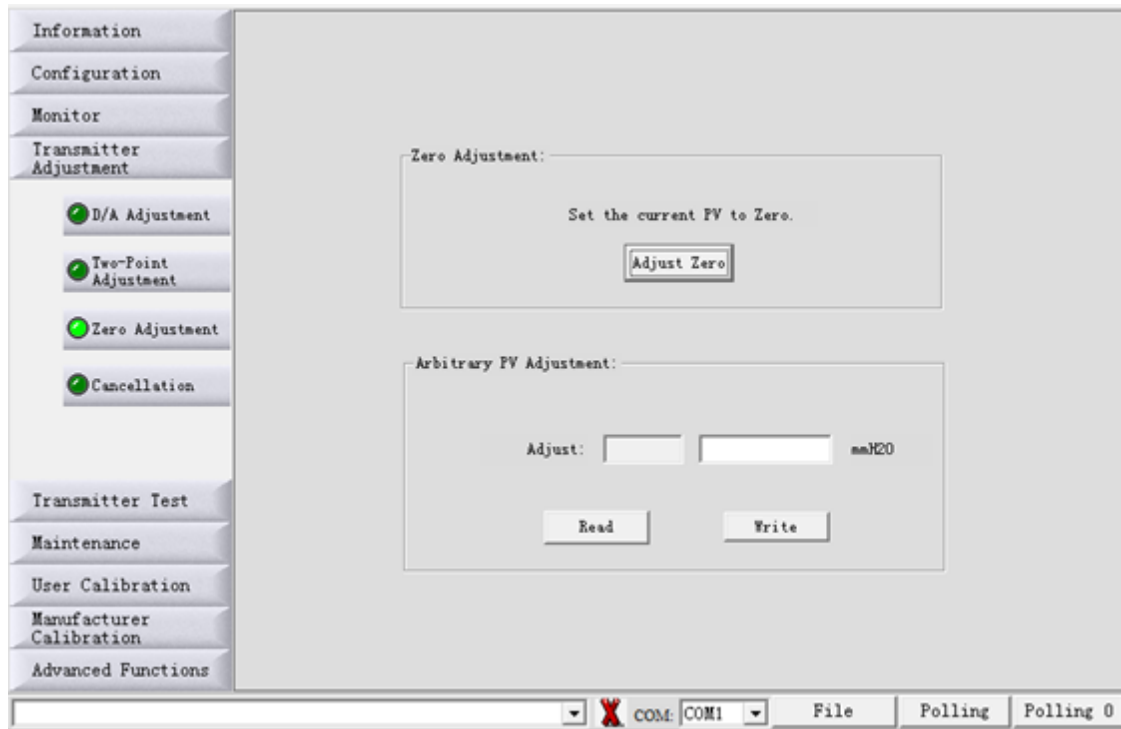 Information
Configuration
Monitor
Transmitter
Adjustment
D/A Adjustment
Two-Point
Adjustment
Zero Adjustment
Cancellation
Transmitter Test
Maintenance
User Calibration
Manufacturer
Calibration
Advanced Functions
Zero Adjustment:
Set the current PV to Zero.
Adjust Zero
Arbitrary PV Adjustment:
Adjust: mmH2O
Read Write
COM: COM1 File Polling Polling 0